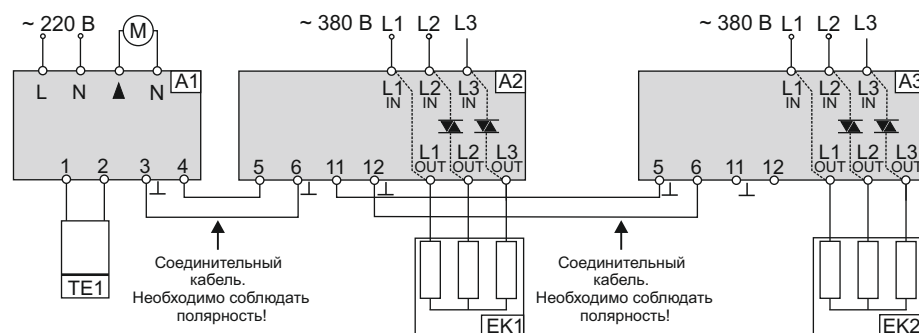 ~ 220 В M ~ 380 В L1 L2 L3 ~ 380 В L1 L2 L3
L N ▲ N A1 L1 L2 L3 A2 L1 L2 L3 A3
IN IN IN IN IN IN
L1 L2 L3 L1 L2 L3
1 2 3 ⊥ 4 5 6 ⊥ 11 12 ⊥ OUT OUT OUT 5 ⊥ 6 11 ⊥ 12 OUT OUT OUT
Соединительный Соединительный
кабель. кабель.
Необходимо соблюдать Необходимо соблюдать
полярность! полярность!
TE1 EK1 EK2